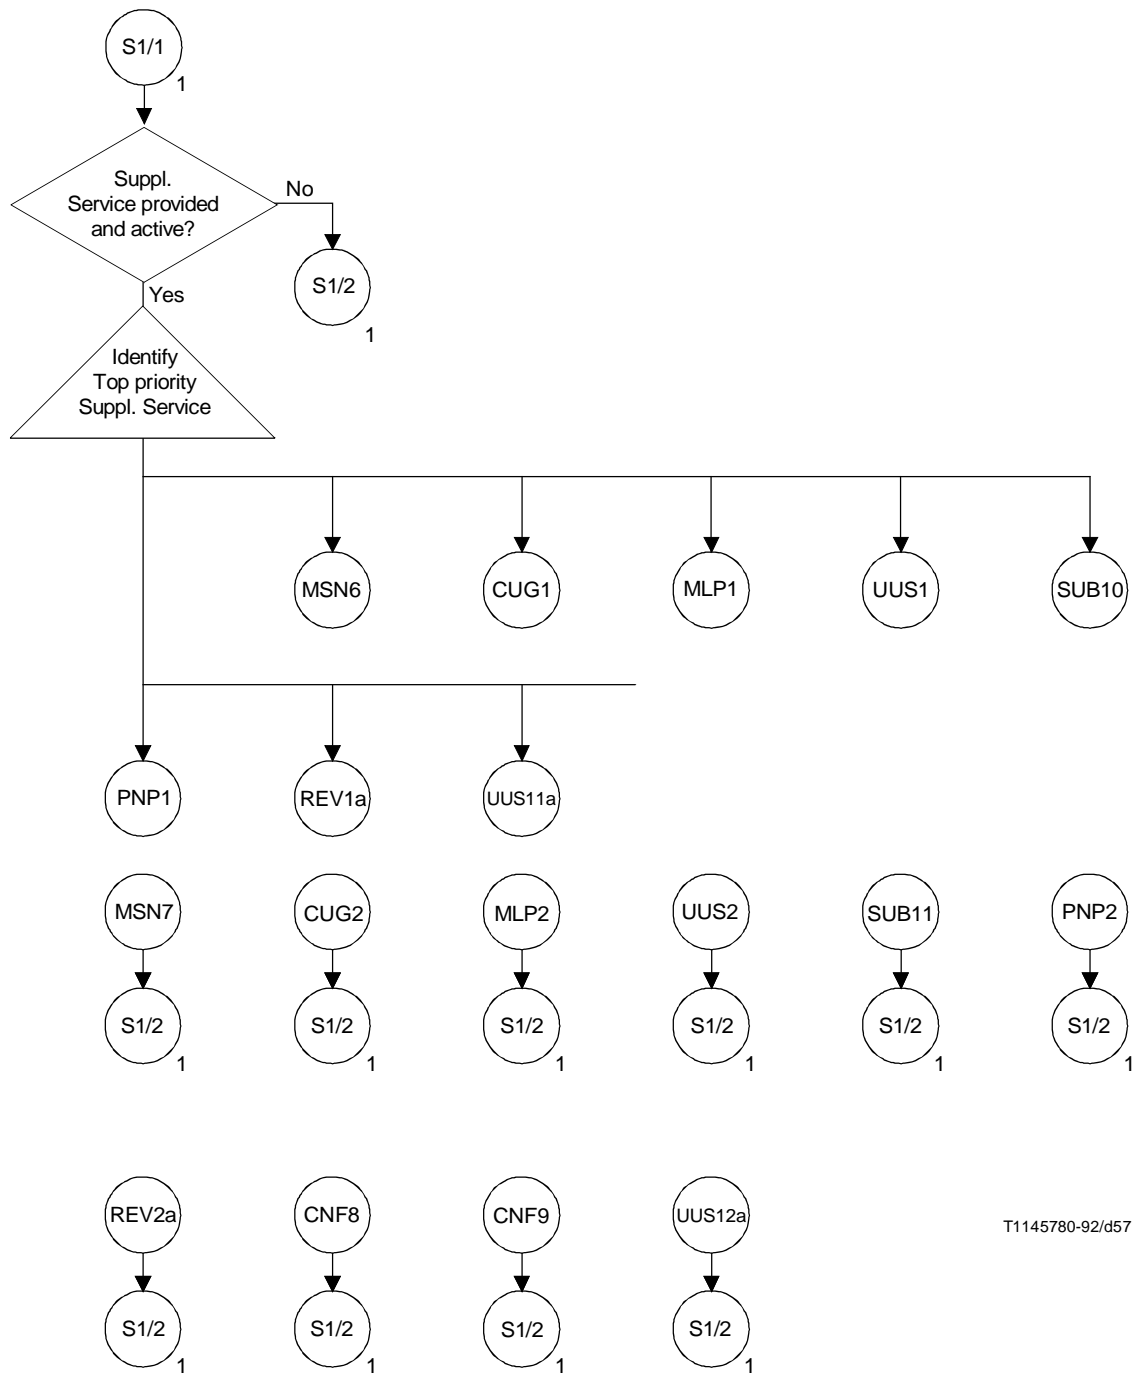 S1/1
1
Suppl.
Service provided
and active?
No
S1/2
1
Yes
Identify
Top priority
Suppl. Service
MSN6
CUG1
MLP1
UUS1
SUB10
PNP1
REV1a
UUS11a
MSN7
CUG2
MLP2
UUS2
SUB11
PNP2
S1/2
1
S1/2
1
S1/2
1
S1/2
1
S1/2
1
S1/2
1
REV2a
CNF8
CNF9
UUS12a
T1145780-92/d57
S1/2
1
S1/2
1
S1/2
1
S1/2
1